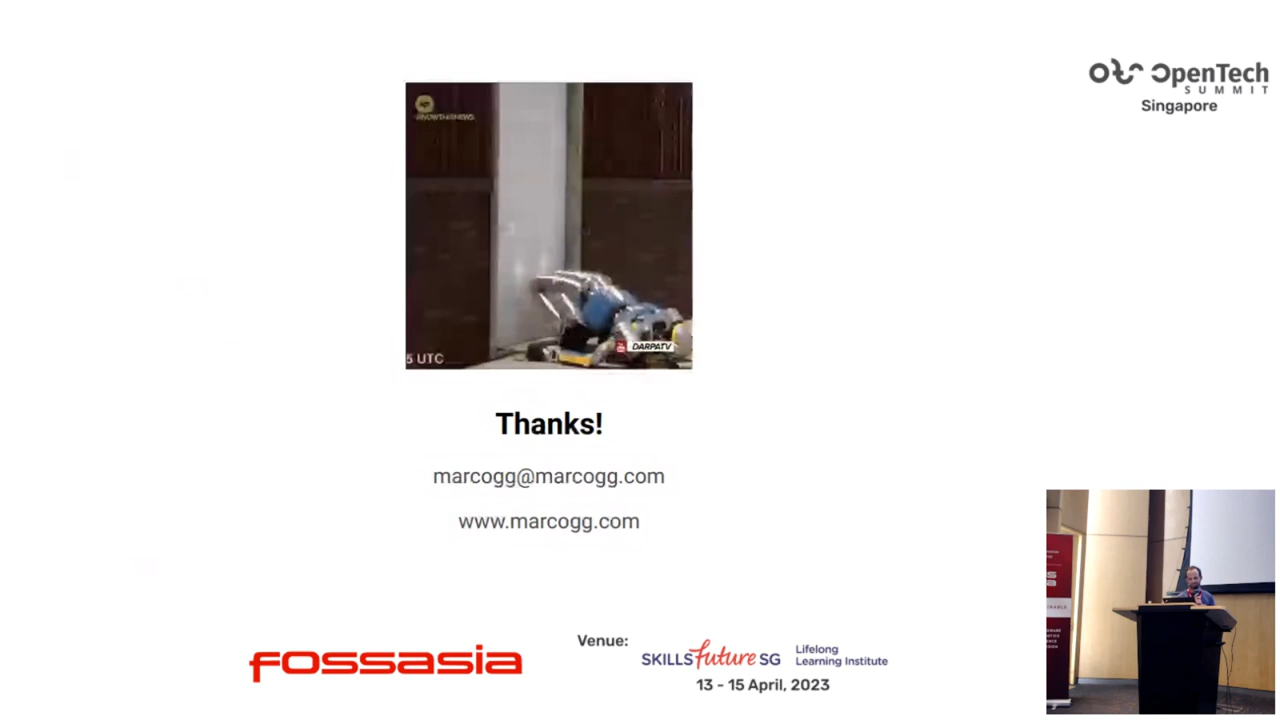 OpenTech
SUMMIT
Singapore
5 UTC
DARPATV
Thanks!
marcogg@marcogg.com
www.marcogg.com
fossasia
Venue:
SKILLSfuture SG
Lifelong
Learning Institute
13 - 15 April, 2023